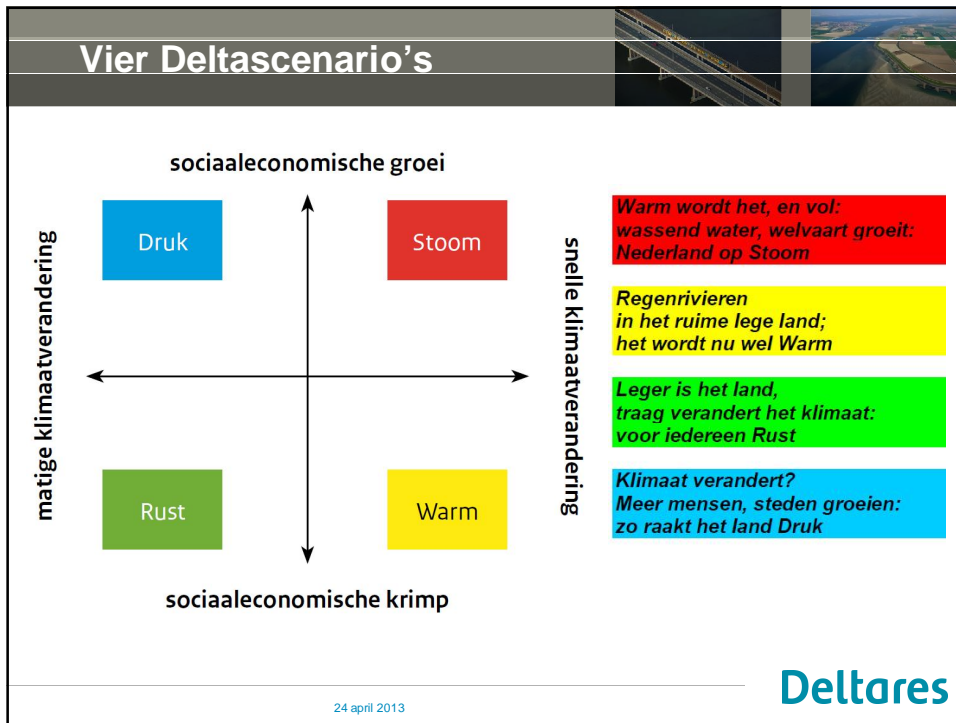 Vier Deltascenario's
sociaaleconomische groei
matige klimaatverandering
Druk
Stoom
snelle klimaatverandering
Rust
Warm
sociaaleconomische krimp
Warm wordt het, en vol:
wassend water, welvaart groeit:
Nederland op Stoom
Regenrivieren
in het ruime lege land;
het wordt nu wel Warm
Leger is het land,
traag verandert het klimaat:
voor iedereen Rust
Klimaat verandert?
Meer mensen, steden groeien:
zo raakt het land Druk
24 april 2013
Deltares